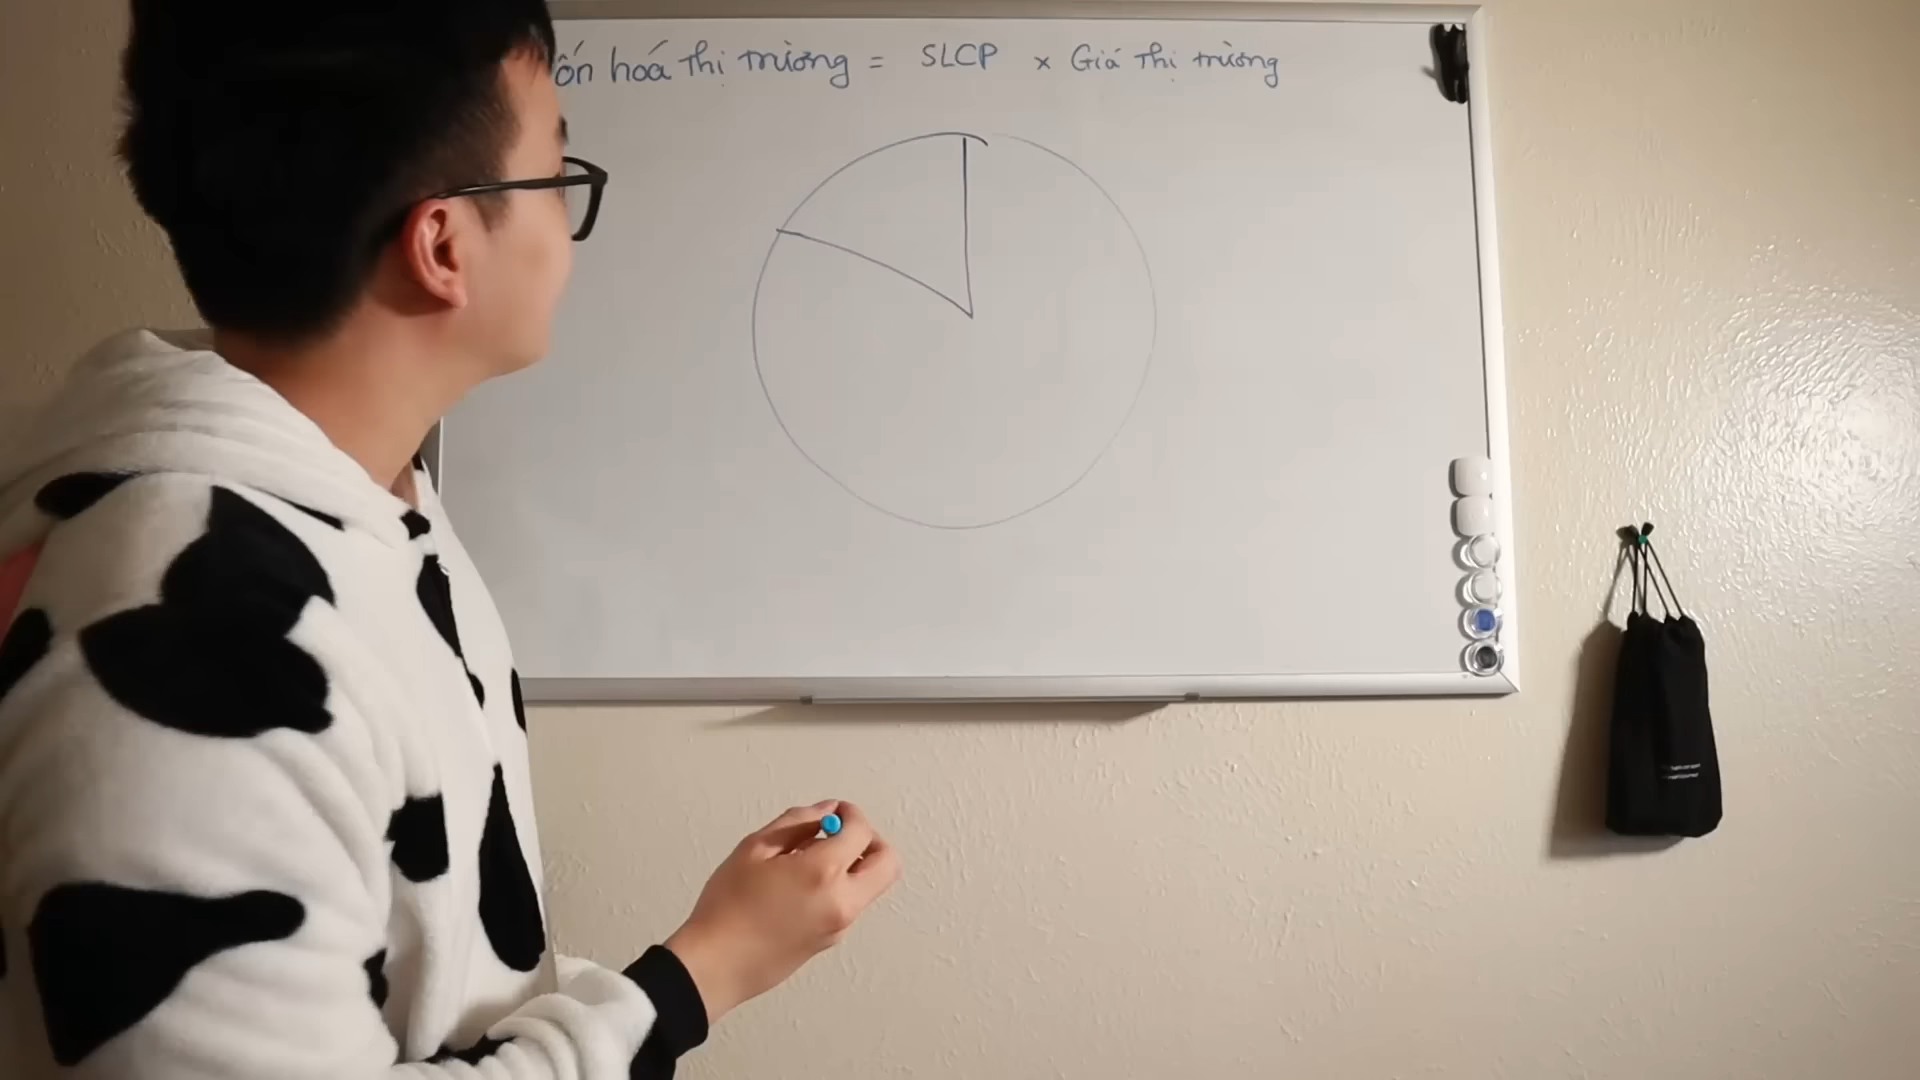 ốn hoá thị trường = SLCP × Giá thị trường